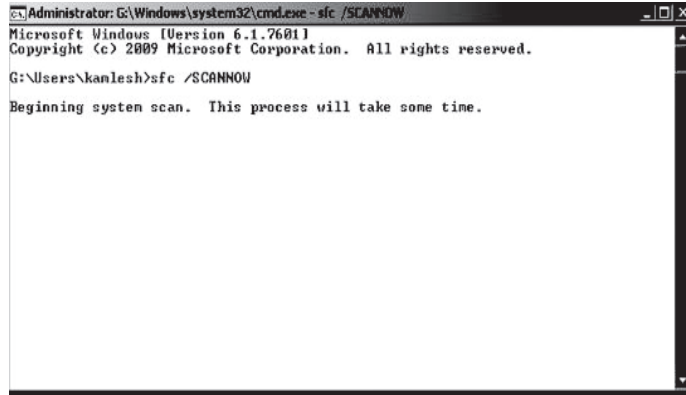 Administrator: G:\Windows\system32\cmd.exe - sfc /SCANNOW
Microsoft Windows [Version 6.1.7601]
Copyright (c) 2009 Microsoft Corporation. All rights reserved.
G:\Users\kamlesh>sfc /SCANNOW
Beginning system scan. This process will take some time.